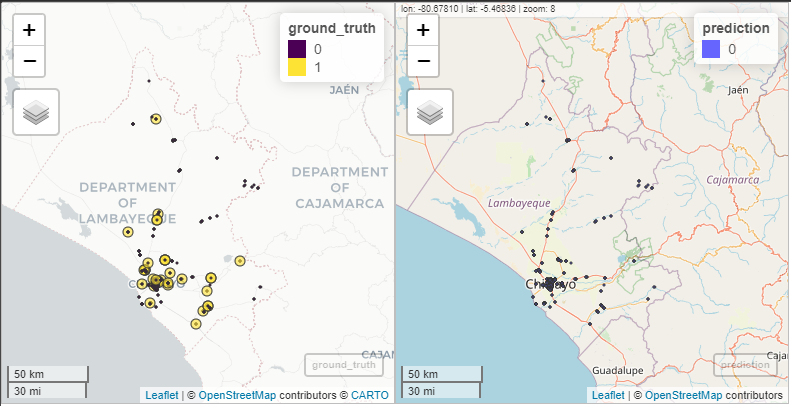 +
−
ground_truth
0
1
JAÉN
DEPARTMENT
OF
LAMBAYEQUE
DEPARTMENT
OF
CAJAMARCA
C
CAJAM
50 km
30 mi
ground_truth
Leaflet | © OpenStreetMap contributors © CARTO
lon: -80.67810 | lat: -5.46836 | zoom: 8
+
−
prediction
0
Jaén
Cajamarca
Lambayeque
Chiclayo
Guadalupe
Cajar
50 km
30 mi
prediction
Leaflet | © OpenStreetMap contributors